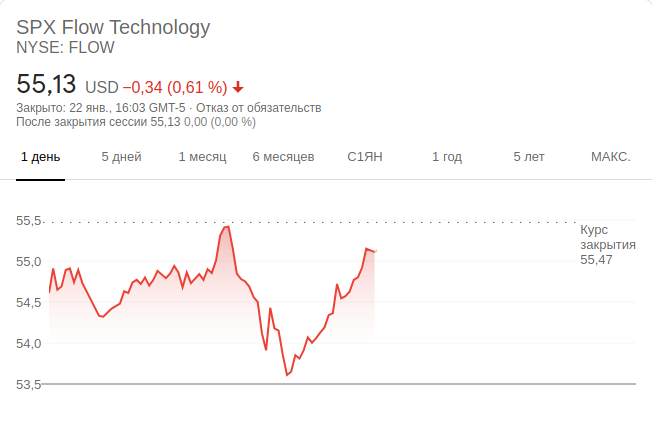 SPX Flow Technology
NYSE: FLOW
55,13 USD −0,34 (0,61 %)
Закрыто: 22 янв., 16:03 GMT-5 · Отказ от обязательств
После закрытия сессии 55,13 0,00 (0,00 %)
1 день 5 дней 1 месяц 6 месяцев С1ЯН 1 год 5 лет МАКС.
55,5
Курс
закрытия
55,47
55,0
54,5
54,0
53,5